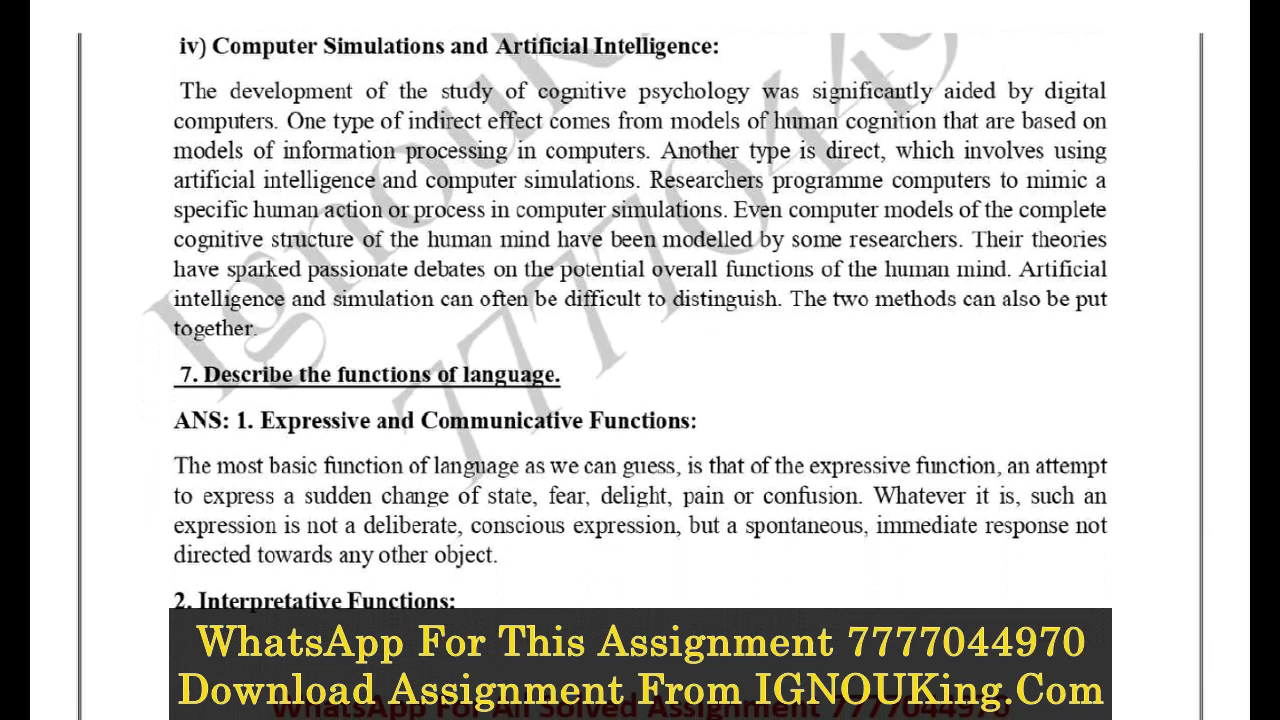 iv) Computer Simulations and Artificial Intelligence:
The development of the study of cognitive psychology was significantly aided by digital
computers. One type of indirect effect comes from models of human cognition that are based on
models of information processing in computers. Another type is direct, which involves using
artificial intelligence and computer simulations. Researchers programme computers to mimic a
specific human action or process in computer simulations. Even computer models of the complete
cognitive structure of the human mind have been modelled by some researchers. Their theories
have sparked passionate debates on the potential overall functions of the human mind. Artificial
intelligence and simulation can often be difficult to distinguish. The two methods can also be put
together.
7. Describe the functions of language.
ANS: 1. Expressive and Communicative Functions:
The most basic function of language as we can guess, is that of the expressive function, an attempt
to express a sudden change of state, fear, delight, pain or confusion. Whatever it is, such an
expression is not a deliberate, conscious expression, but a spontaneous, immediate response not
directed towards any other object.
2. Interpretative Functions:
WhatsApp For This Assignment 7777044970
Download Assignment From IGNOUKing.Com
WhatsApp For All Solved Assignment 7777044970